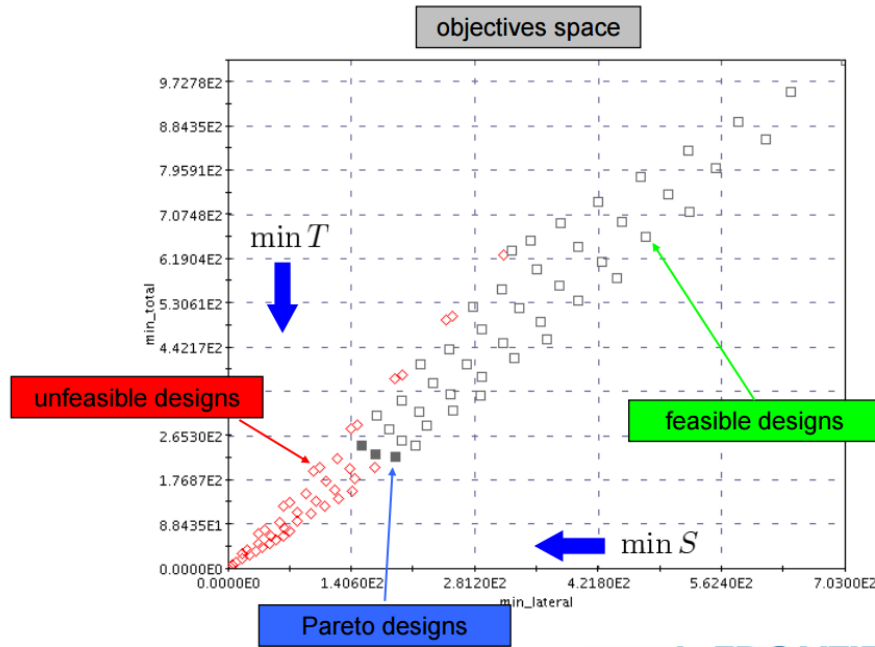 objectives space
9.7278E2
8.8435E2
7.9591E2
7.0748E2
min T
6.1904E2
5.3061E2
min_total
4.4217E2
unfeasible designs
feasible designs
2.6530E2
1.7687E2
8.8435E1
min S
0.0000E0
0.0000E0 1.4060E2 2.8120E2 4.2180E2 5.6240E2 7.0300E2
min_lateral
Pareto designs